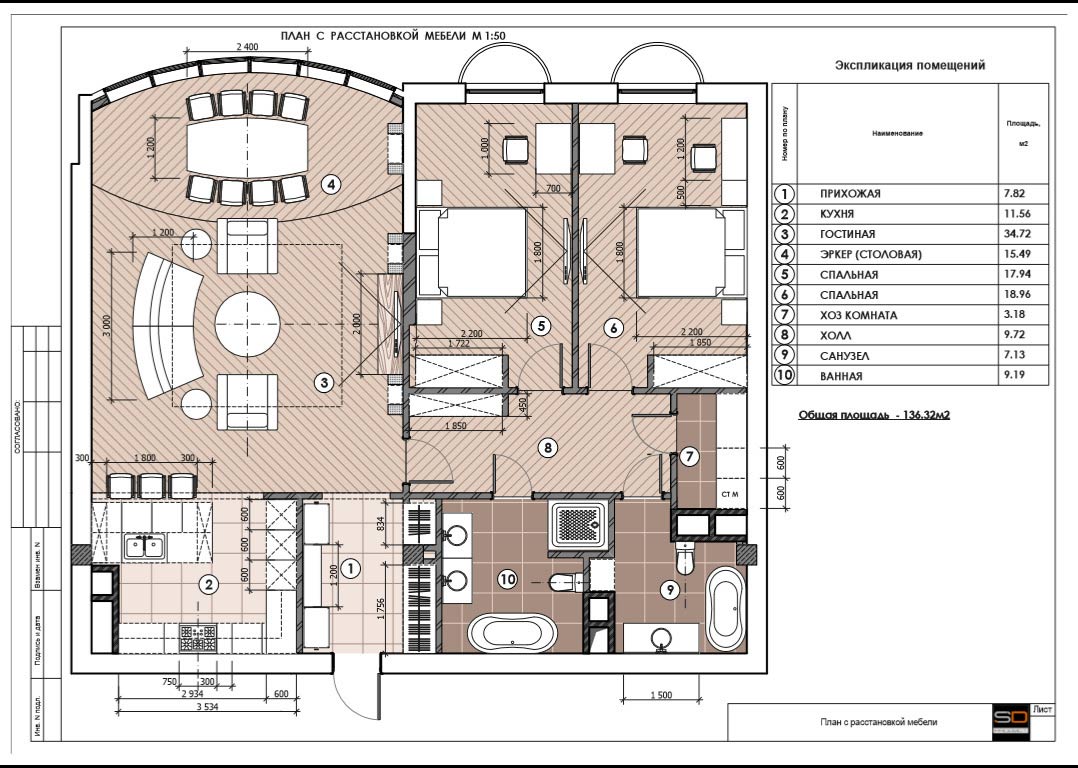 ПЛАН С РАССТАНОВКОЙ МЕБЕЛИ М 1:50
Экспликация помещений
Номер по плану
Наименование
Площадь, м2
1 ПРИХОЖАЯ 7.82
2 КУХНЯ 11.56
3 ГОСТИНАЯ 34.72
4 ЭРКЕР (СТОЛОВАЯ) 15.49
5 СПАЛЬНАЯ 17.94
6 СПАЛЬНАЯ 18.96
7 ХОЗ КОМНАТА 3.18
8 ХОЛЛ 9.72
9 САНУЗЕЛ 7.13
10 ВАННАЯ 9.19
Общая площадь - 136.32м2
2 400
1 200
4
1 200
3 000
2 000
3
1 000
700
1 800
5
2 200
1 722
1 200
500
1 800
6
2 200
1 850
450
1 850
8
7
СТ М
600
600
300
1 800
300
600
600
600
2
1
1 200
834
1 756
10
9
750
300
2 934
600
3 534
1 500
СОГЛАСОВАНО:
Взамен инв. N
Подпись и дата
Инв. N подл.
План с расстановкой мебели
SD
Лист